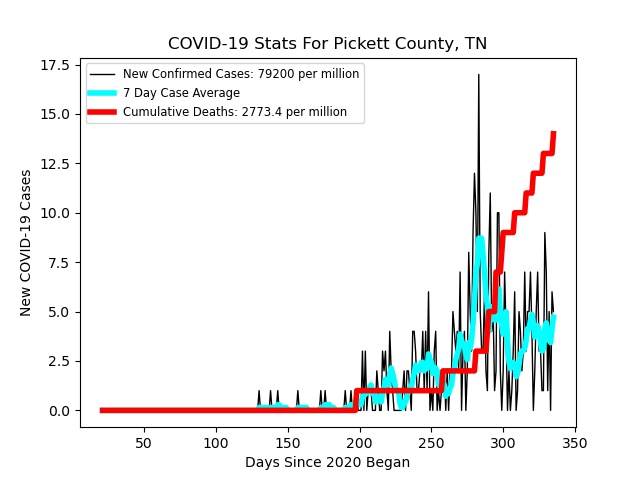 COVID-19 Stats For Pickett County, TN
New Confirmed Cases: 79200 per million
7 Day Case Average
Cumulative Deaths: 2773.4 per million
New COVID-19 Cases
17.5
15.0
12.5
10.0
7.5
5.0
2.5
0.0
50 100 150 200 250 300 350
Days Since 2020 Began